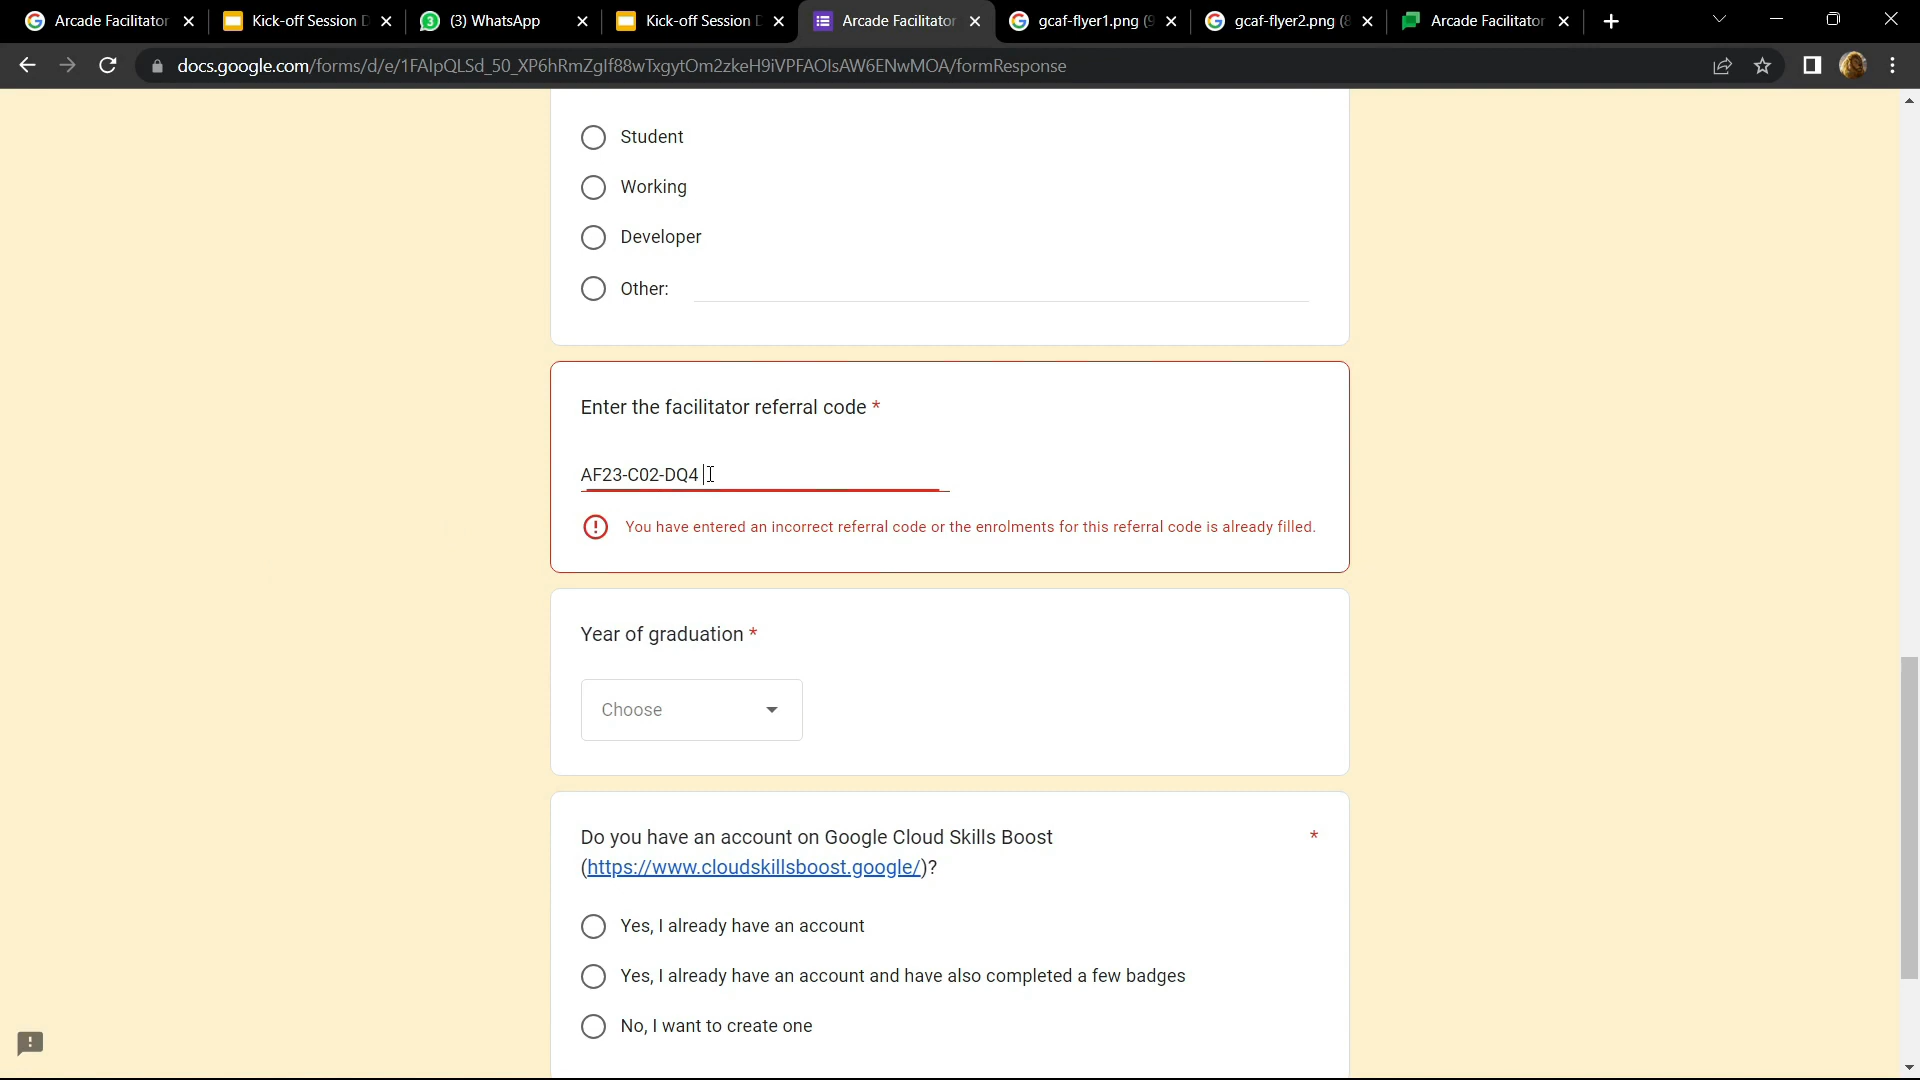 Arcade Facilitator
Kick-off Session D
(3) WhatsApp
Kick-off Session D
Arcade Facilitator
gcaf-flyer1.png (9
gcaf-flyer2.png (8
Arcade Facilitator
docs.google.com/forms/d/e/1FAIpQLSd_50_XP6hRmZgIf88wTxgytOm2zkeH9iVPFAOIsAW6ENwMOA/formResponse
Student
Working
Developer
Other:
Enter the facilitator referral code *
AF23-C02-DQ4
You have entered an incorrect referral code or the enrolments for this referral code is already filled.
Year of graduation *
Choose
Do you have an account on Google Cloud Skills Boost *
(https://www.cloudskillsboost.google/)?
Yes, I already have an account
Yes, I already have an account and have also completed a few badges
No, I want to create one